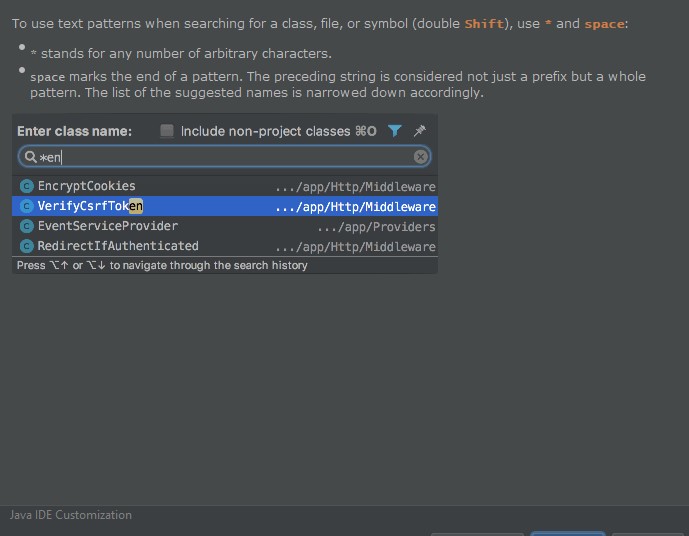 To use text patterns when searching for a class, file, or symbol (double Shift), use * and space:
* stands for any number of arbitrary characters.
space marks the end of a pattern. The preceding string is considered not just a prefix but a whole
pattern. The list of the suggested names is narrowed down accordingly.
Enter class name: Include non-project classes ⌘O
*en
EncryptCookies .../app/Http/Middleware
VerifyCsrfToken .../app/Http/Middleware
EventServiceProvider .../app/Providers
RedirectIfAuthenticated .../app/Http/Middleware
Press ⌥↑ or ⌥↓ to navigate through the search history
Java IDE Customization